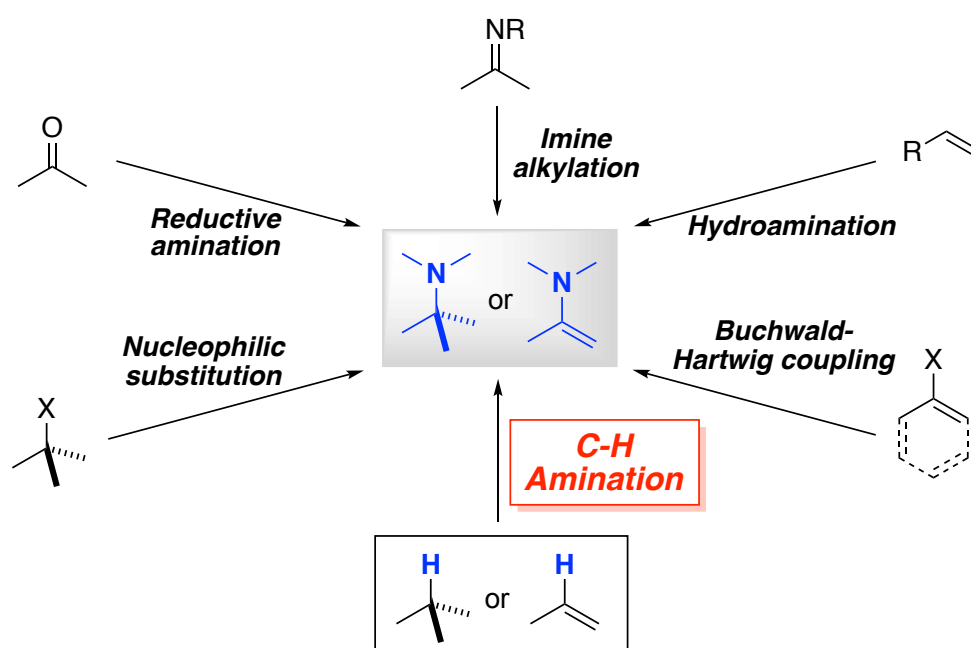 NR
O
Imine
alkylation
R
Reductive
amination
Hydroamination
N
or
N
Nucleophilic
substitution
Buchwald-
Hartwig coupling
X
X
C-H
Amination
H
or
H